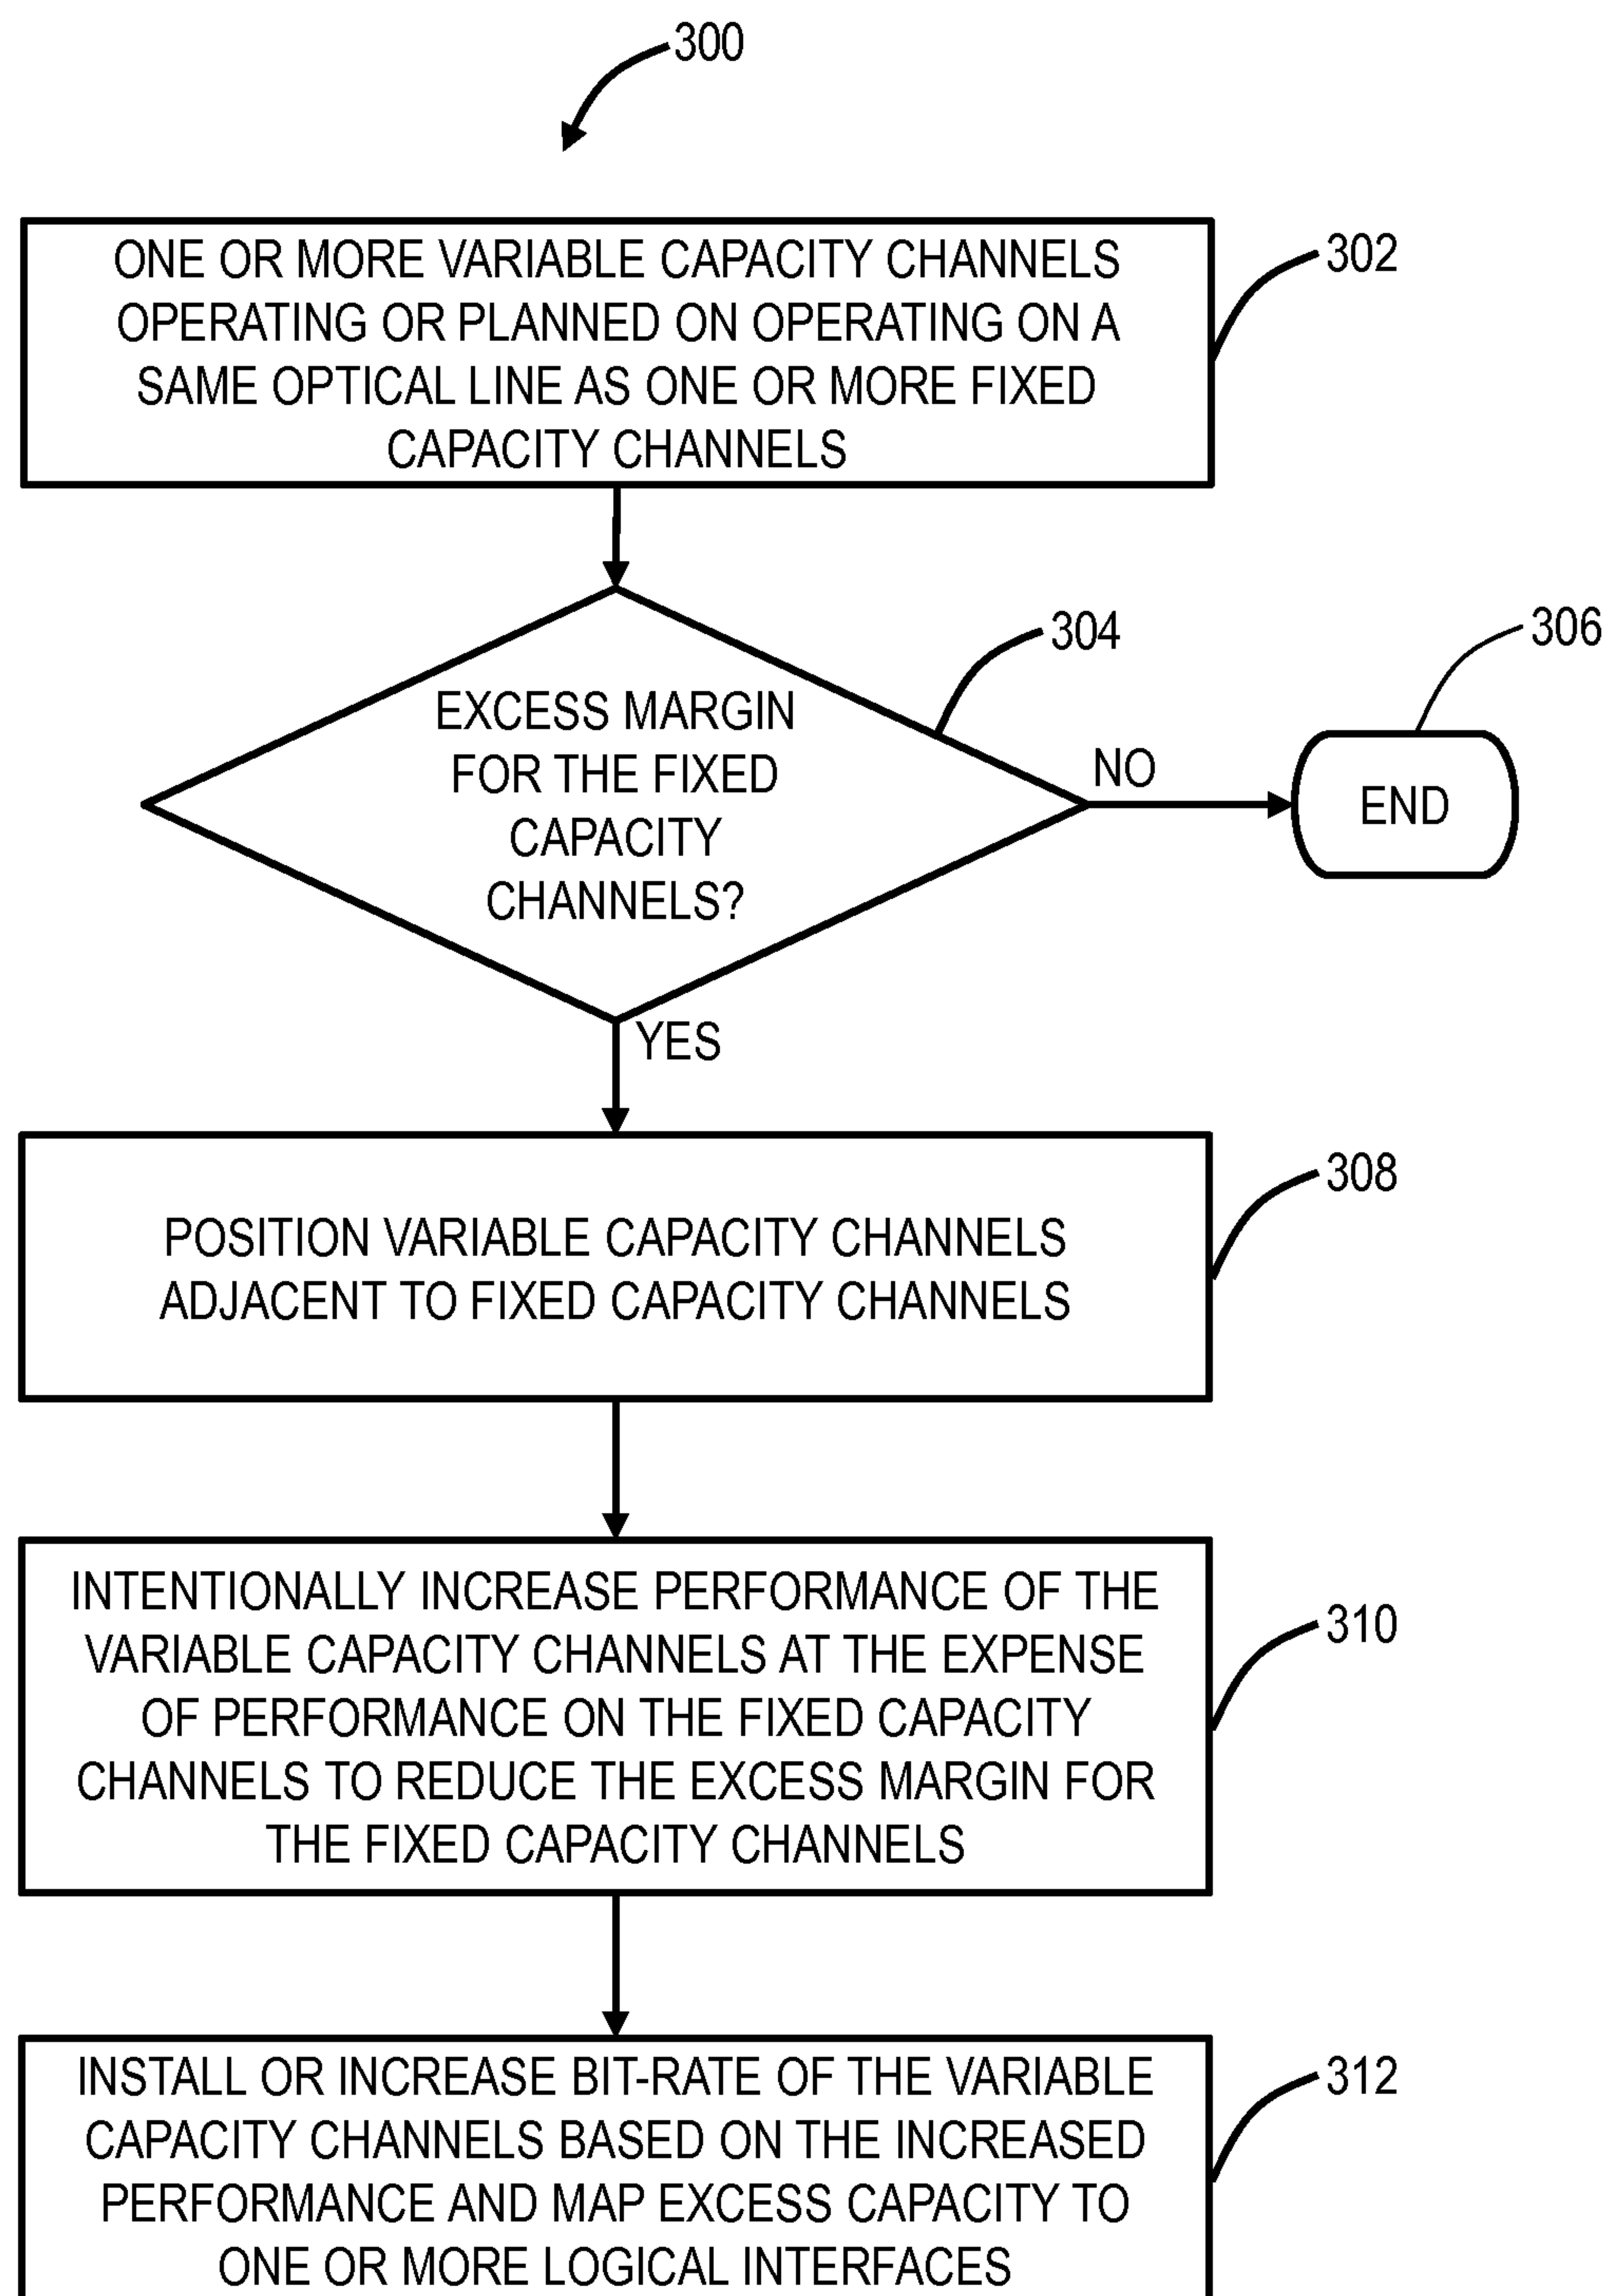 300
ONE OR MORE VARIABLE CAPACITY CHANNELS
OPERATING OR PLANNED ON OPERATING ON A
SAME OPTICAL LINE AS ONE OR MORE FIXED
CAPACITY CHANNELS
302
EXCESS MARGIN
FOR THE FIXED
CAPACITY
CHANNELS?
304
NO
END
306
YES
POSITION VARIABLE CAPACITY CHANNELS
ADJACENT TO FIXED CAPACITY CHANNELS
308
INTENTIONALLY INCREASE PERFORMANCE OF THE
VARIABLE CAPACITY CHANNELS AT THE EXPENSE
OF PERFORMANCE ON THE FIXED CAPACITY
CHANNELS TO REDUCE THE EXCESS MARGIN FOR
THE FIXED CAPACITY CHANNELS
310
INSTALL OR INCREASE BIT-RATE OF THE VARIABLE
CAPACITY CHANNELS BASED ON THE INCREASED
PERFORMANCE AND MAP EXCESS CAPACITY TO
ONE OR MORE LOGICAL INTERFACES
312